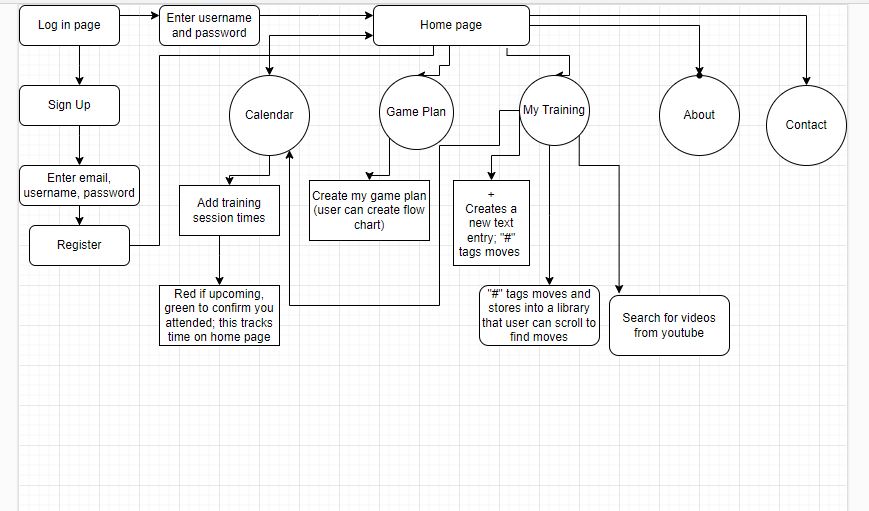 Log in page
Enter username
and password
Home page
Sign Up
Calendar
Game Plan
My Training
About
Contact
Enter email,
username, password
Add training
session times
Create my game plan
(user can create flow
chart)
+
Creates a
new text
entry; "#"
tags moves
Register
Red if upcoming,
green to confirm you
attended; this tracks
time on home page
"#" tags moves and
stores into a library
that user can scroll to
find moves
Search for videos
from youtube